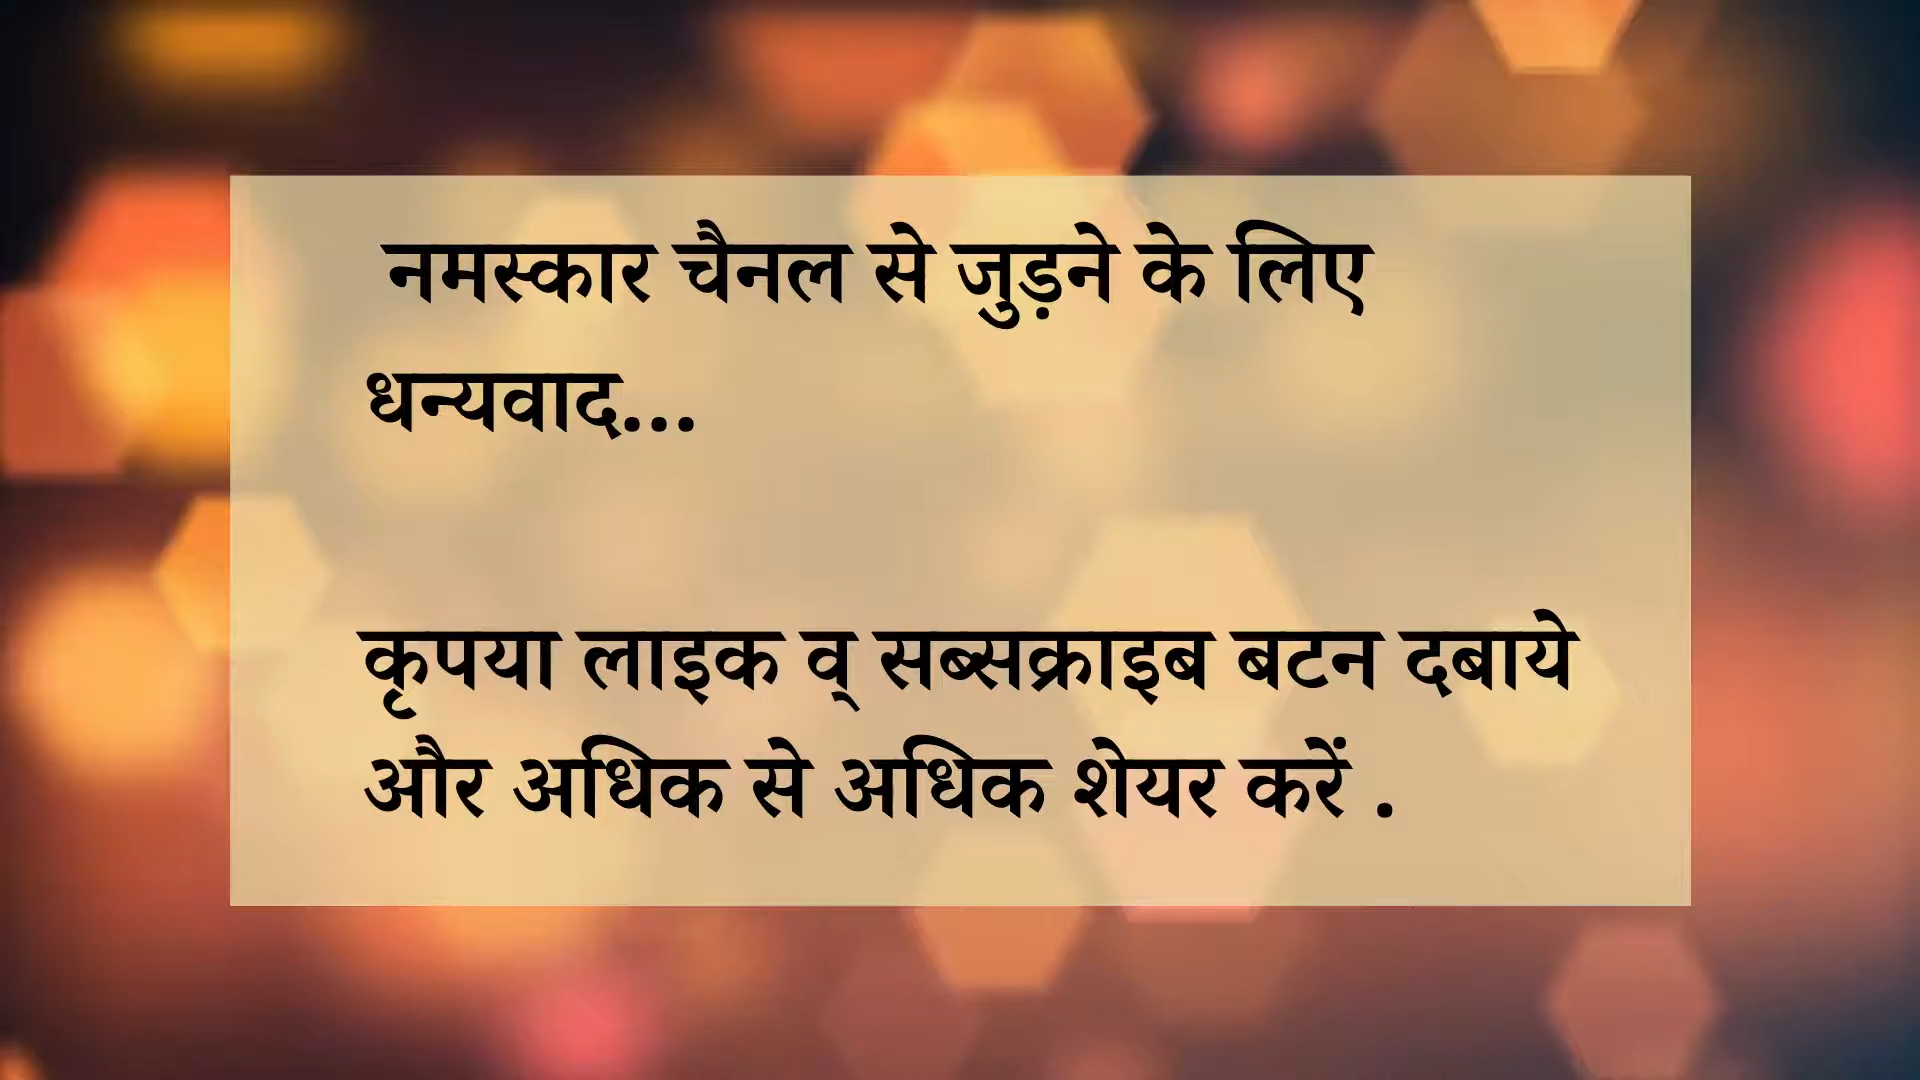 नमस्कार चैनल से जुड़ने के लिए
धन्यवाद...
कृपया लाइक व् सब्सक्राइब बटन दबाये
और अधिक से अधिक शेयर करें .